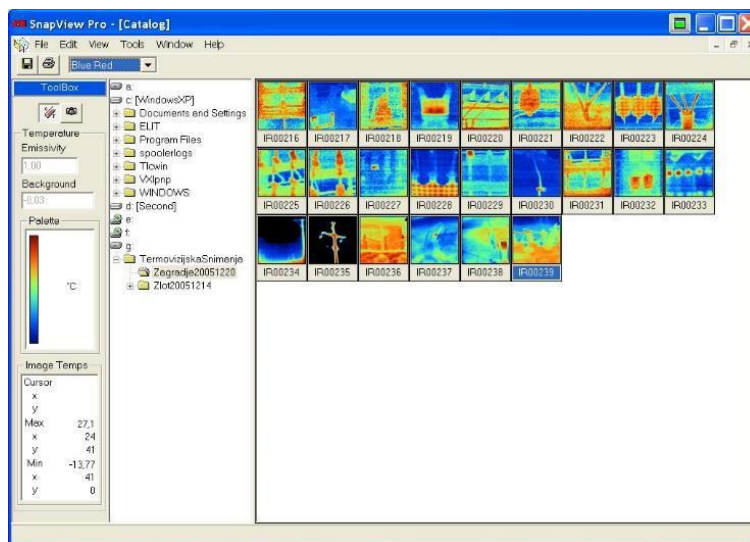 SnapView Pro - [Catalog]
File Edit View Tools Window Help
Blue Red
ToolBox
Temperature
Emissivity
1,00
Background
-0,03
Palette
°C
Image Temps
Cursor
x
y
Max 27,1
x 24
y 41
Min -13,77
x 41
y 0
a:
c: [WindowsXP]
Documents and Settings
ELIT
Program Files
spoolerlogs
Tlcwin
VXIpnp
WINDOWS
d: [Second]
e:
f:
g:
TermovizijskaSnimanja
Zagradje20051220
Zlot20051214
IR00216 IR00217 IR00218 IR00219 IR00220 IR00221 IR00222 IR00223 IR00224
IR00225 IR00226 IR00227 IR00228 IR00229 IR00230 IR00231 IR00232 IR00233
IR00234 IR00235 IR00236 IR00237 IR00238 IR00239